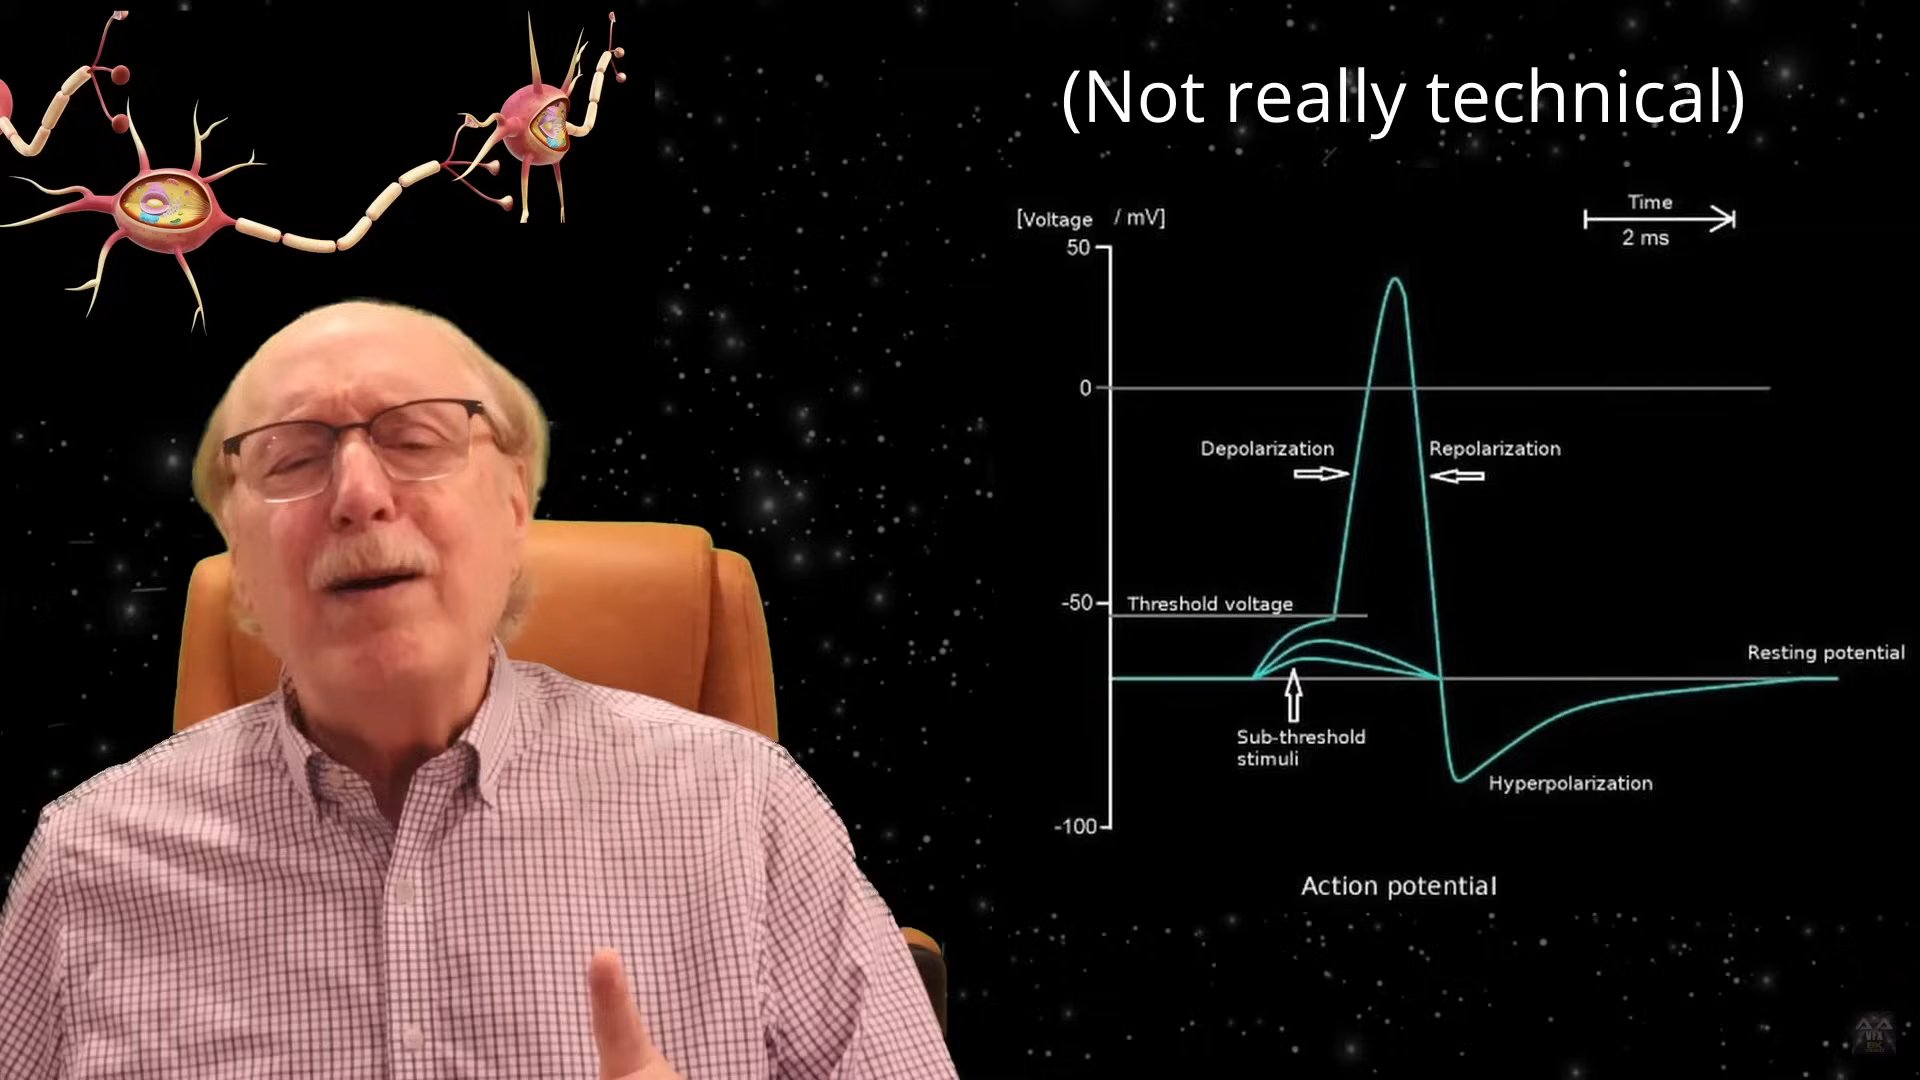 (Not really technical)
[Voltage / mV]
Time
2 ms
50
0
Depolarization
Repolarization
-50
Threshold voltage
Resting potential
Sub-threshold
stimuli
Hyperpolarization
-100
Action potential